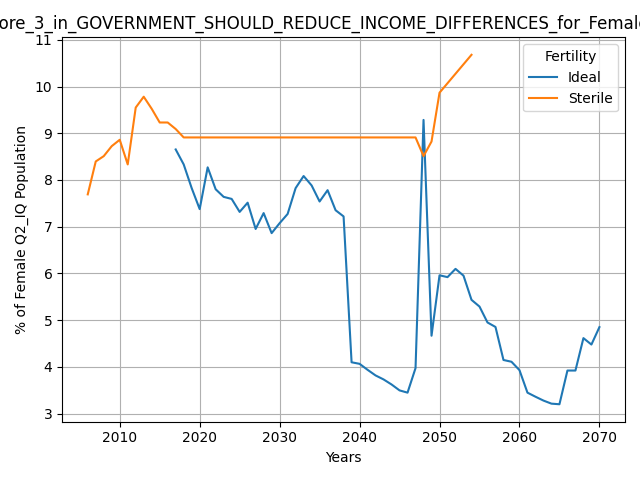 ore_3_in_GOVERNMENT_SHOULD_REDUCE_INCOME_DIFFERENCES_for_Female
% of Female Q2_IQ Population
11
10
9
8
7
6
5
4
3
Fertility
Ideal
Sterile
2010 2020 2030 2040 2050 2060 2070
Years